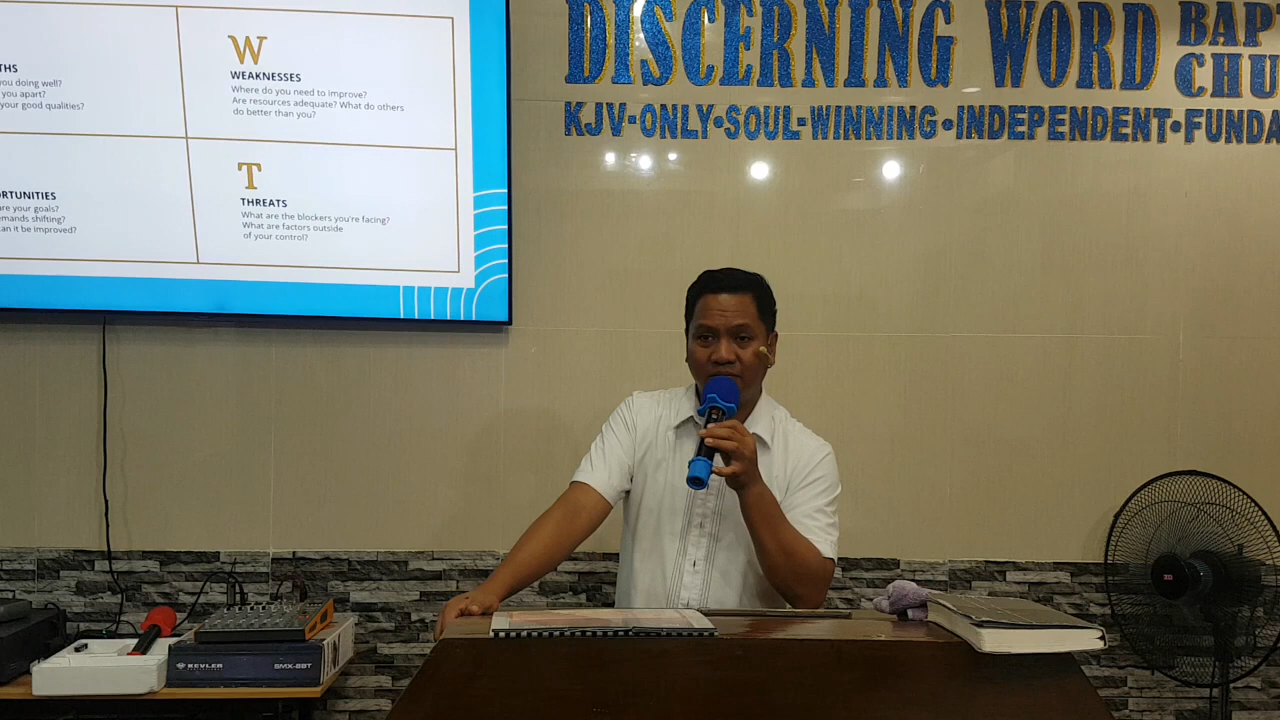 THS
you doing well?
you apart?
your good qualities?
W
WEAKNESSES
Where do you need to improve?
Are resources adequate? What do others
do better than you?
ORTUNITIES
are your goals?
emands shifting?
an it be improved?
T
THREATS
What are the blockers you're facing?
What are factors outside
of your control?
DISCERNING WORD BAPT
CHU
KJV•ONLY•SOUL-WINNING•INDEPENDENT•FUNDA
KEVLER
SMX-8BT